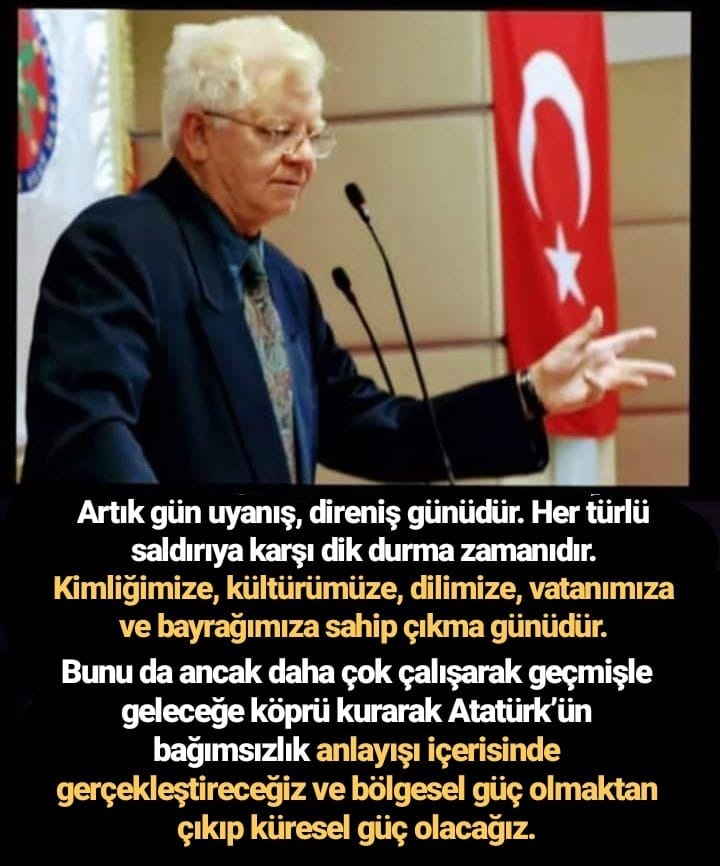 Artık gün uyanış, direniş günüdür. Her türlü
saldırıya karşı dik durma zamanıdır.
Kimliğimize, kültürümüze, dilimize, vatanımıza
ve bayrağımıza sahip çıkma günüdür.
Bunu da ancak daha çok çalışarak geçmişle
geleceğe köprü kurarak Atatürk'ün
bağımsızlık anlayışı içerisinde
gerçekleştireceğiz ve bölgesel güç olmaktan
çıkıp küresel güç olacağız.